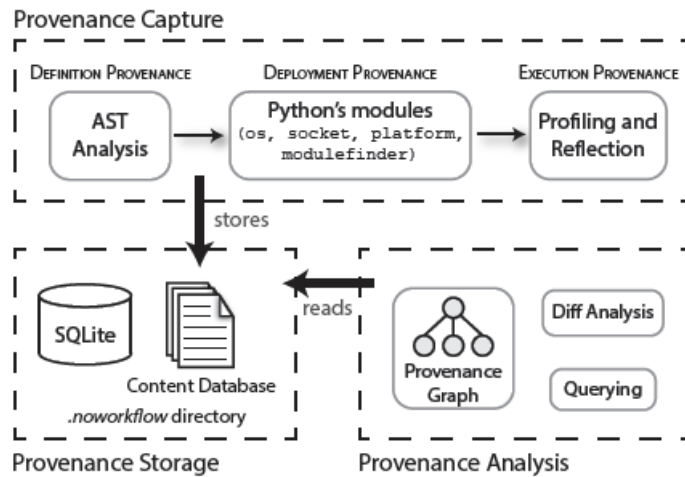 Provenance Capture
DEFINITION PROVENANCE
DEPLOYMENT PROVENANCE
EXECUTION PROVENANCE
AST
Analysis
Python's modules
(os, socket, platform,
modulefinder)
Profiling and
Reflection
stores
reads
SQLite
Content Database
.noworkflow directory
Provenance Storage
Provenance
Graph
Diff Analysis
Querying
Provenance Analysis